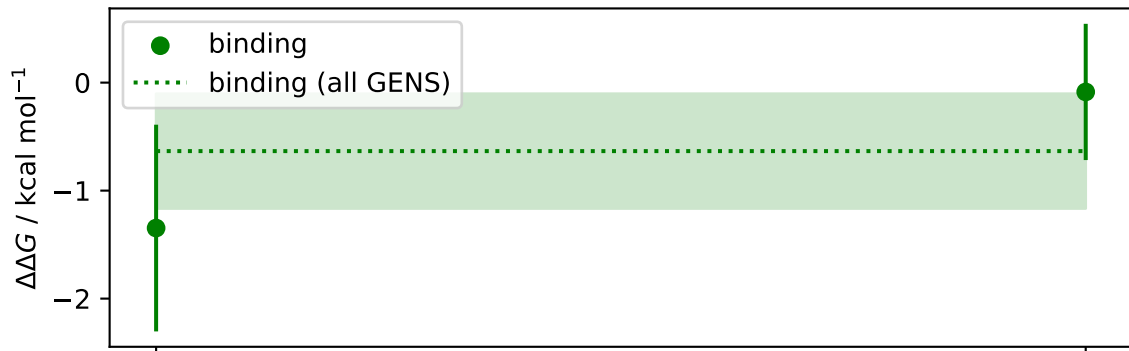 binding
binding (all GENS)
0
−1
−2
ΔΔG / kcal mol⁻¹